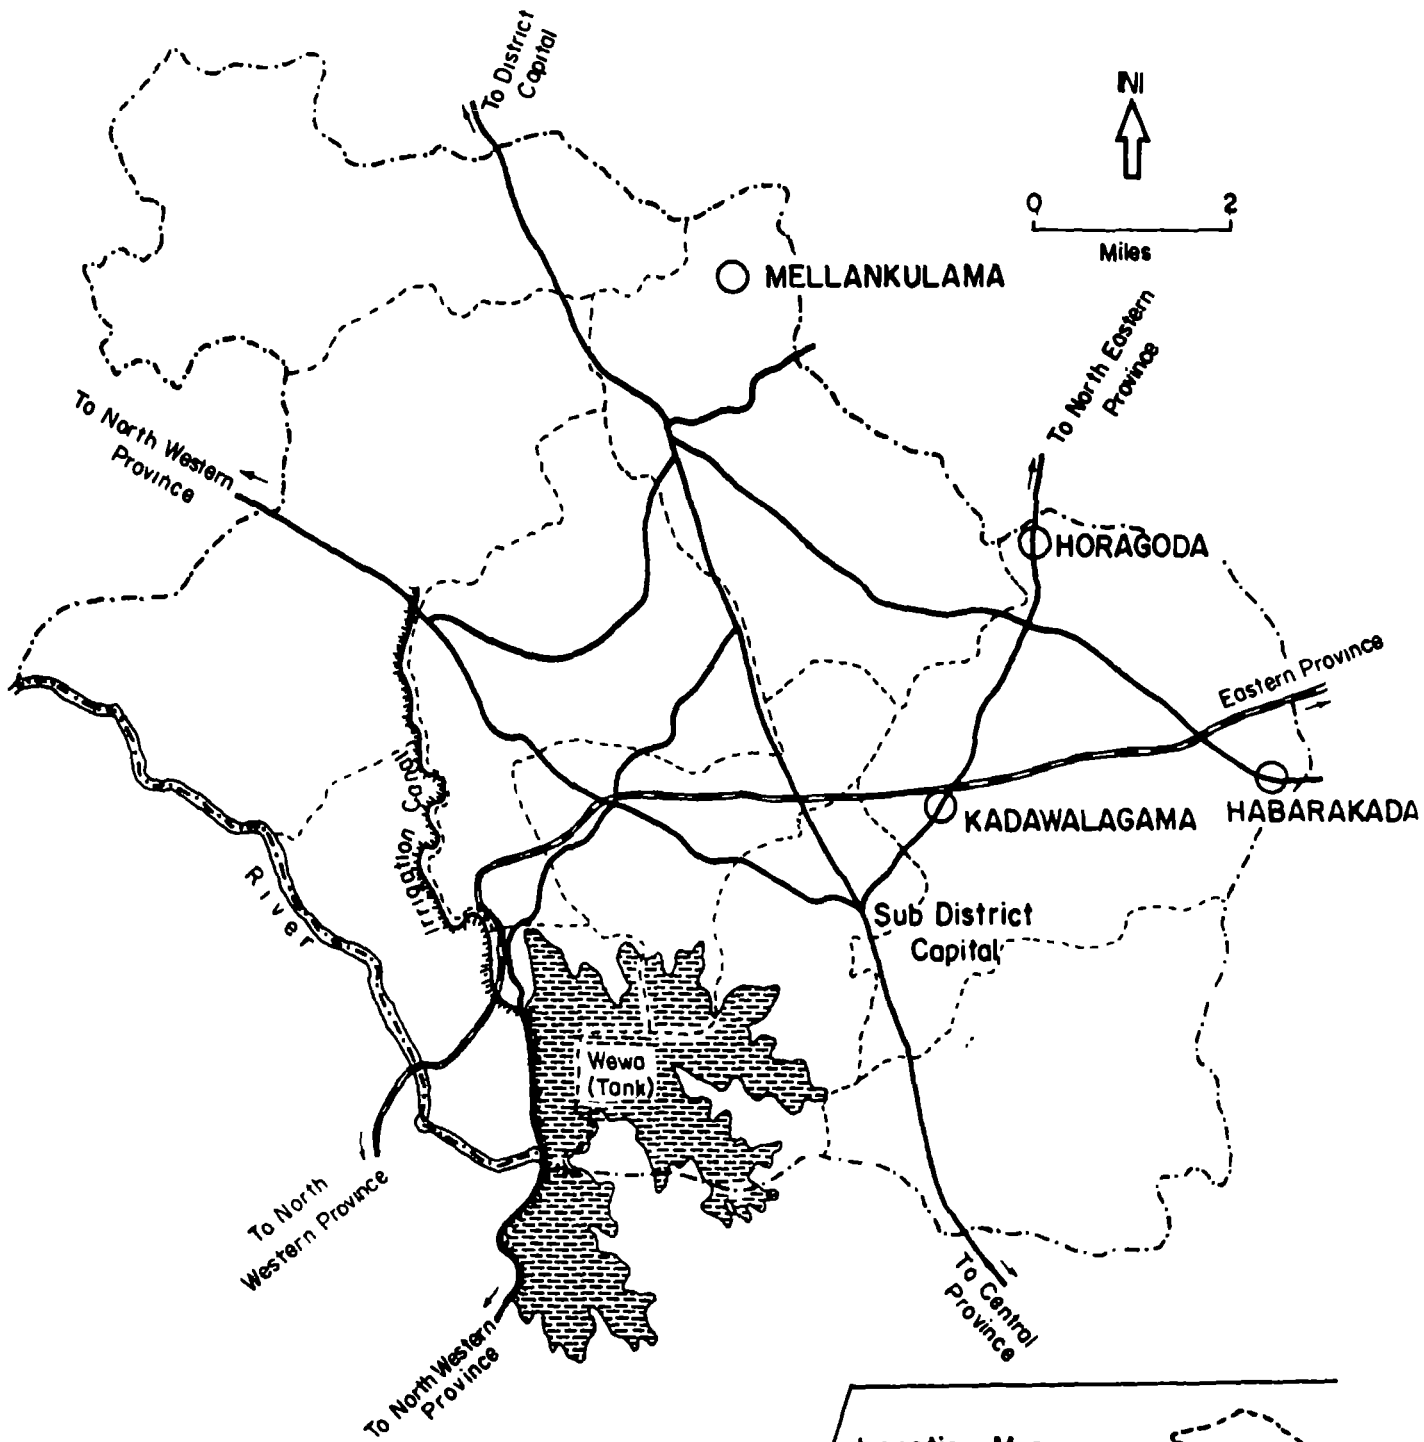 To District
Capital
N
0 2
Miles
MELLANKULAMA
To North Eastern
Province
To North Western
Province
HORAGODA
Eastern Province
Irrigation Canal
KADAWALAGAMA
HABARAKADA
River
Sub District
Capital
Wewa
(Tank)
To North
Western Province
To Central
Province
To North Western
Province